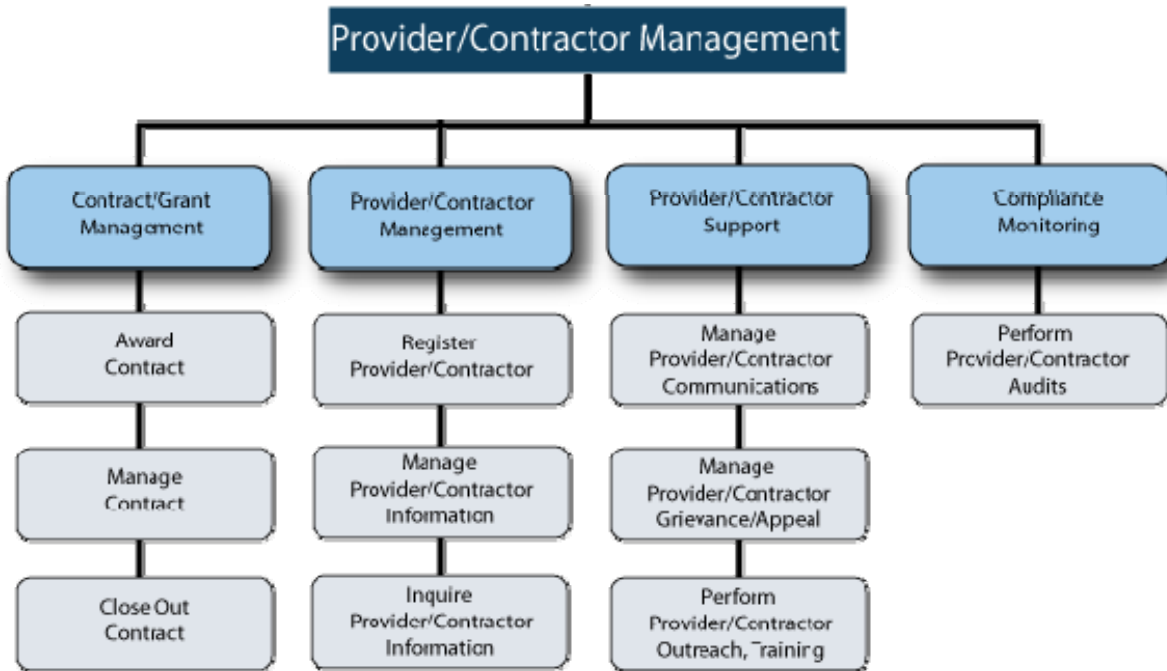 Provider/Contractor Management
Contract/Grant
Management
Provider/Contractor
Management
Provider/Contractor
Support
Compliance
Monitoring
Award
Contract
Register
Provider/Contractor
Manage
Provider/Contractor
Communications
Perform
Provider/Contractor
Audits
Manage
Contract
Manage
Provider/Contractor
Information
Manage
Provider/Contractor
Grievance/Appeal
Close Out
Contract
Inquire
Provider/Contractor
Information
Perform
Provider/Contractor
Outreach, Training